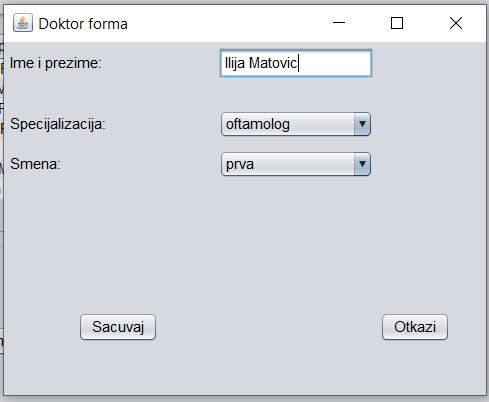 Doktor forma
Ime i prezime: Ilija Matovic
Specijalizacija: oftamolog
Smena: prva
Sacuvaj Otkazi